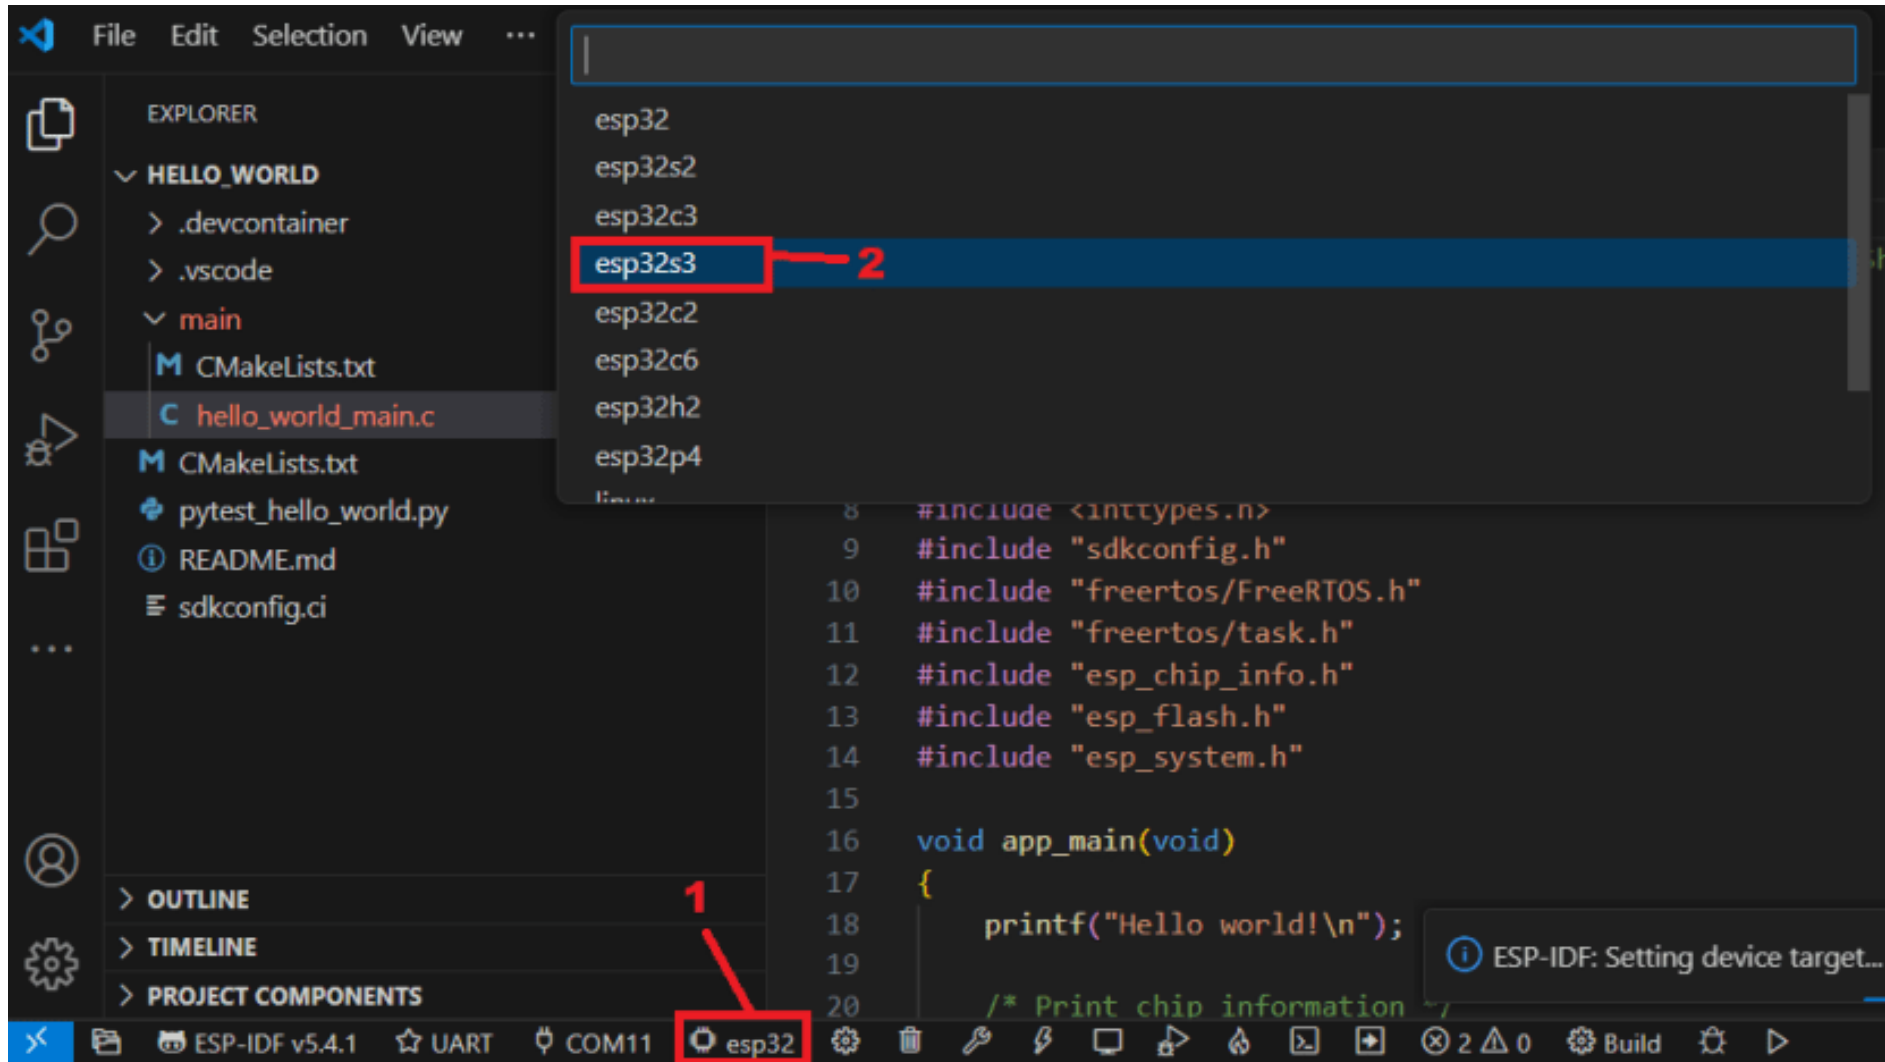 File Edit Selection View ...
EXPLORER
HELLO_WORLD
.devcontainer
.vscode
main
M CMakeLists.txt
C hello_world_main.c
M CMakeLists.txt
pytest_hello_world.py
README.md
sdkconfig.ci
OUTLINE
TIMELINE
PROJECT COMPONENTS
esp32
esp32s2
esp32c3
esp32s3
2
esp32c2
esp32c6
esp32h2
esp32p4
linux
8 #include <inttypes.h>
9 #include "sdkconfig.h"
10 #include "freertos/FreeRTOS.h"
11 #include "freertos/task.h"
12 #include "esp_chip_info.h"
13 #include "esp_flash.h"
14 #include "esp_system.h"
15
16 void app_main(void)
17 {
18 printf("Hello world!\n");
19
20 /* Print chip information */
ESP-IDF: Setting device target...
1
ESP-IDF v5.4.1 UART COM11 esp32 2 0 Build